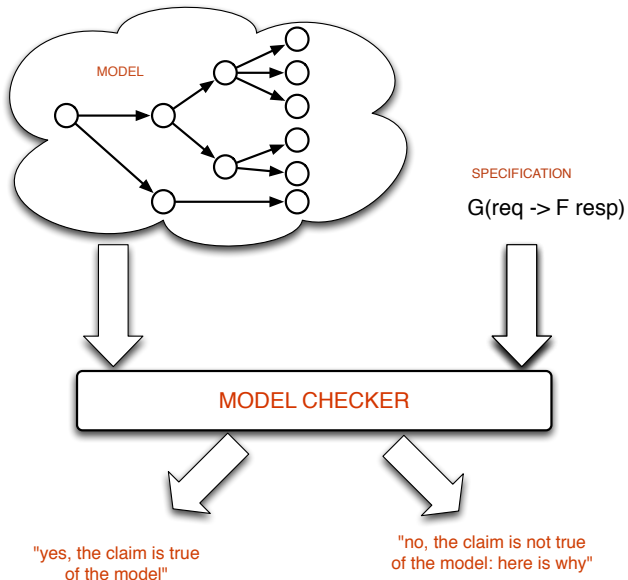 MODEL
SPECIFICATION
G(req -> F resp)
MODEL CHECKER
"yes, the claim is true
of the model"
"no, the claim is not true
of the model: here is why"